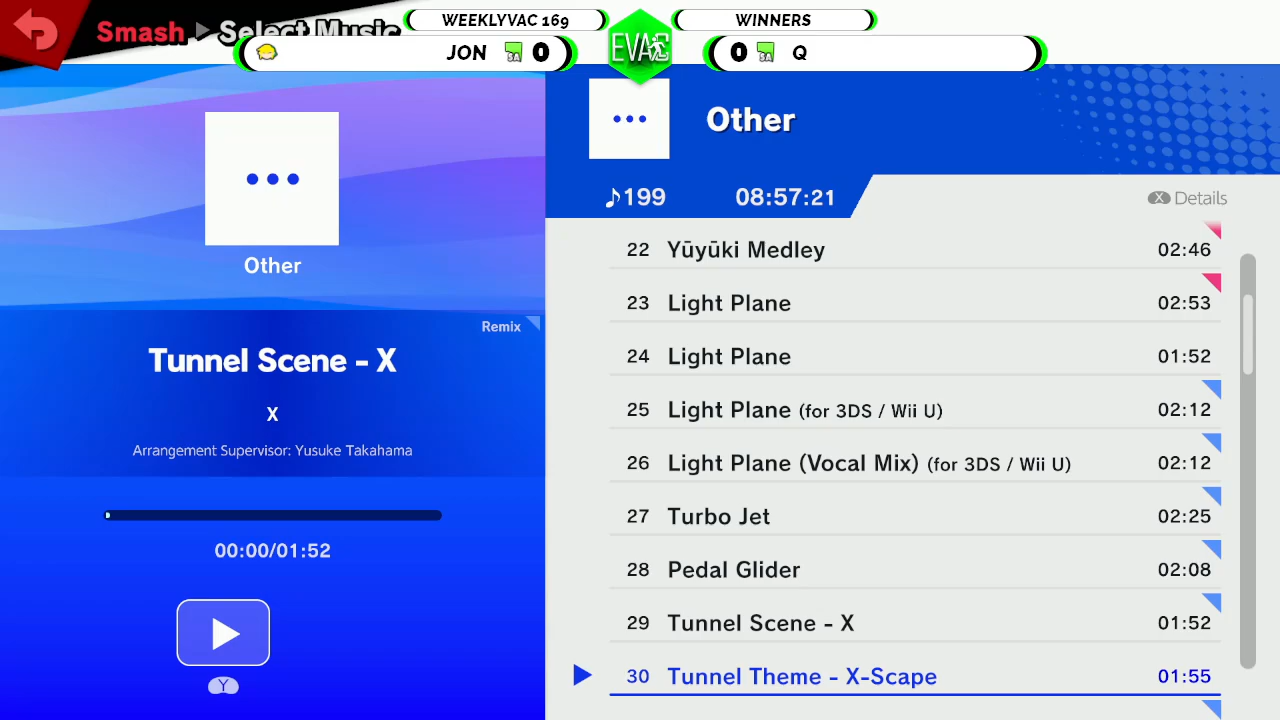 Smash ▶ Select Music
WEEKLYVAC 169
WINNERS
JON SA 0
EVAC
0 SA Q
Other
Other
♪199 08:57:21
X Details
Remix
Tunnel Scene - X
X
Arrangement Supervisor: Yusuke Takahama
00:00/01:52
Y
22 Yūyūki Medley 02:46
23 Light Plane 02:53
24 Light Plane 01:52
25 Light Plane (for 3DS / Wii U) 02:12
26 Light Plane (Vocal Mix) (for 3DS / Wii U) 02:12
27 Turbo Jet 02:25
28 Pedal Glider 02:08
29 Tunnel Scene - X 01:52
30 Tunnel Theme - X-Scape 01:55